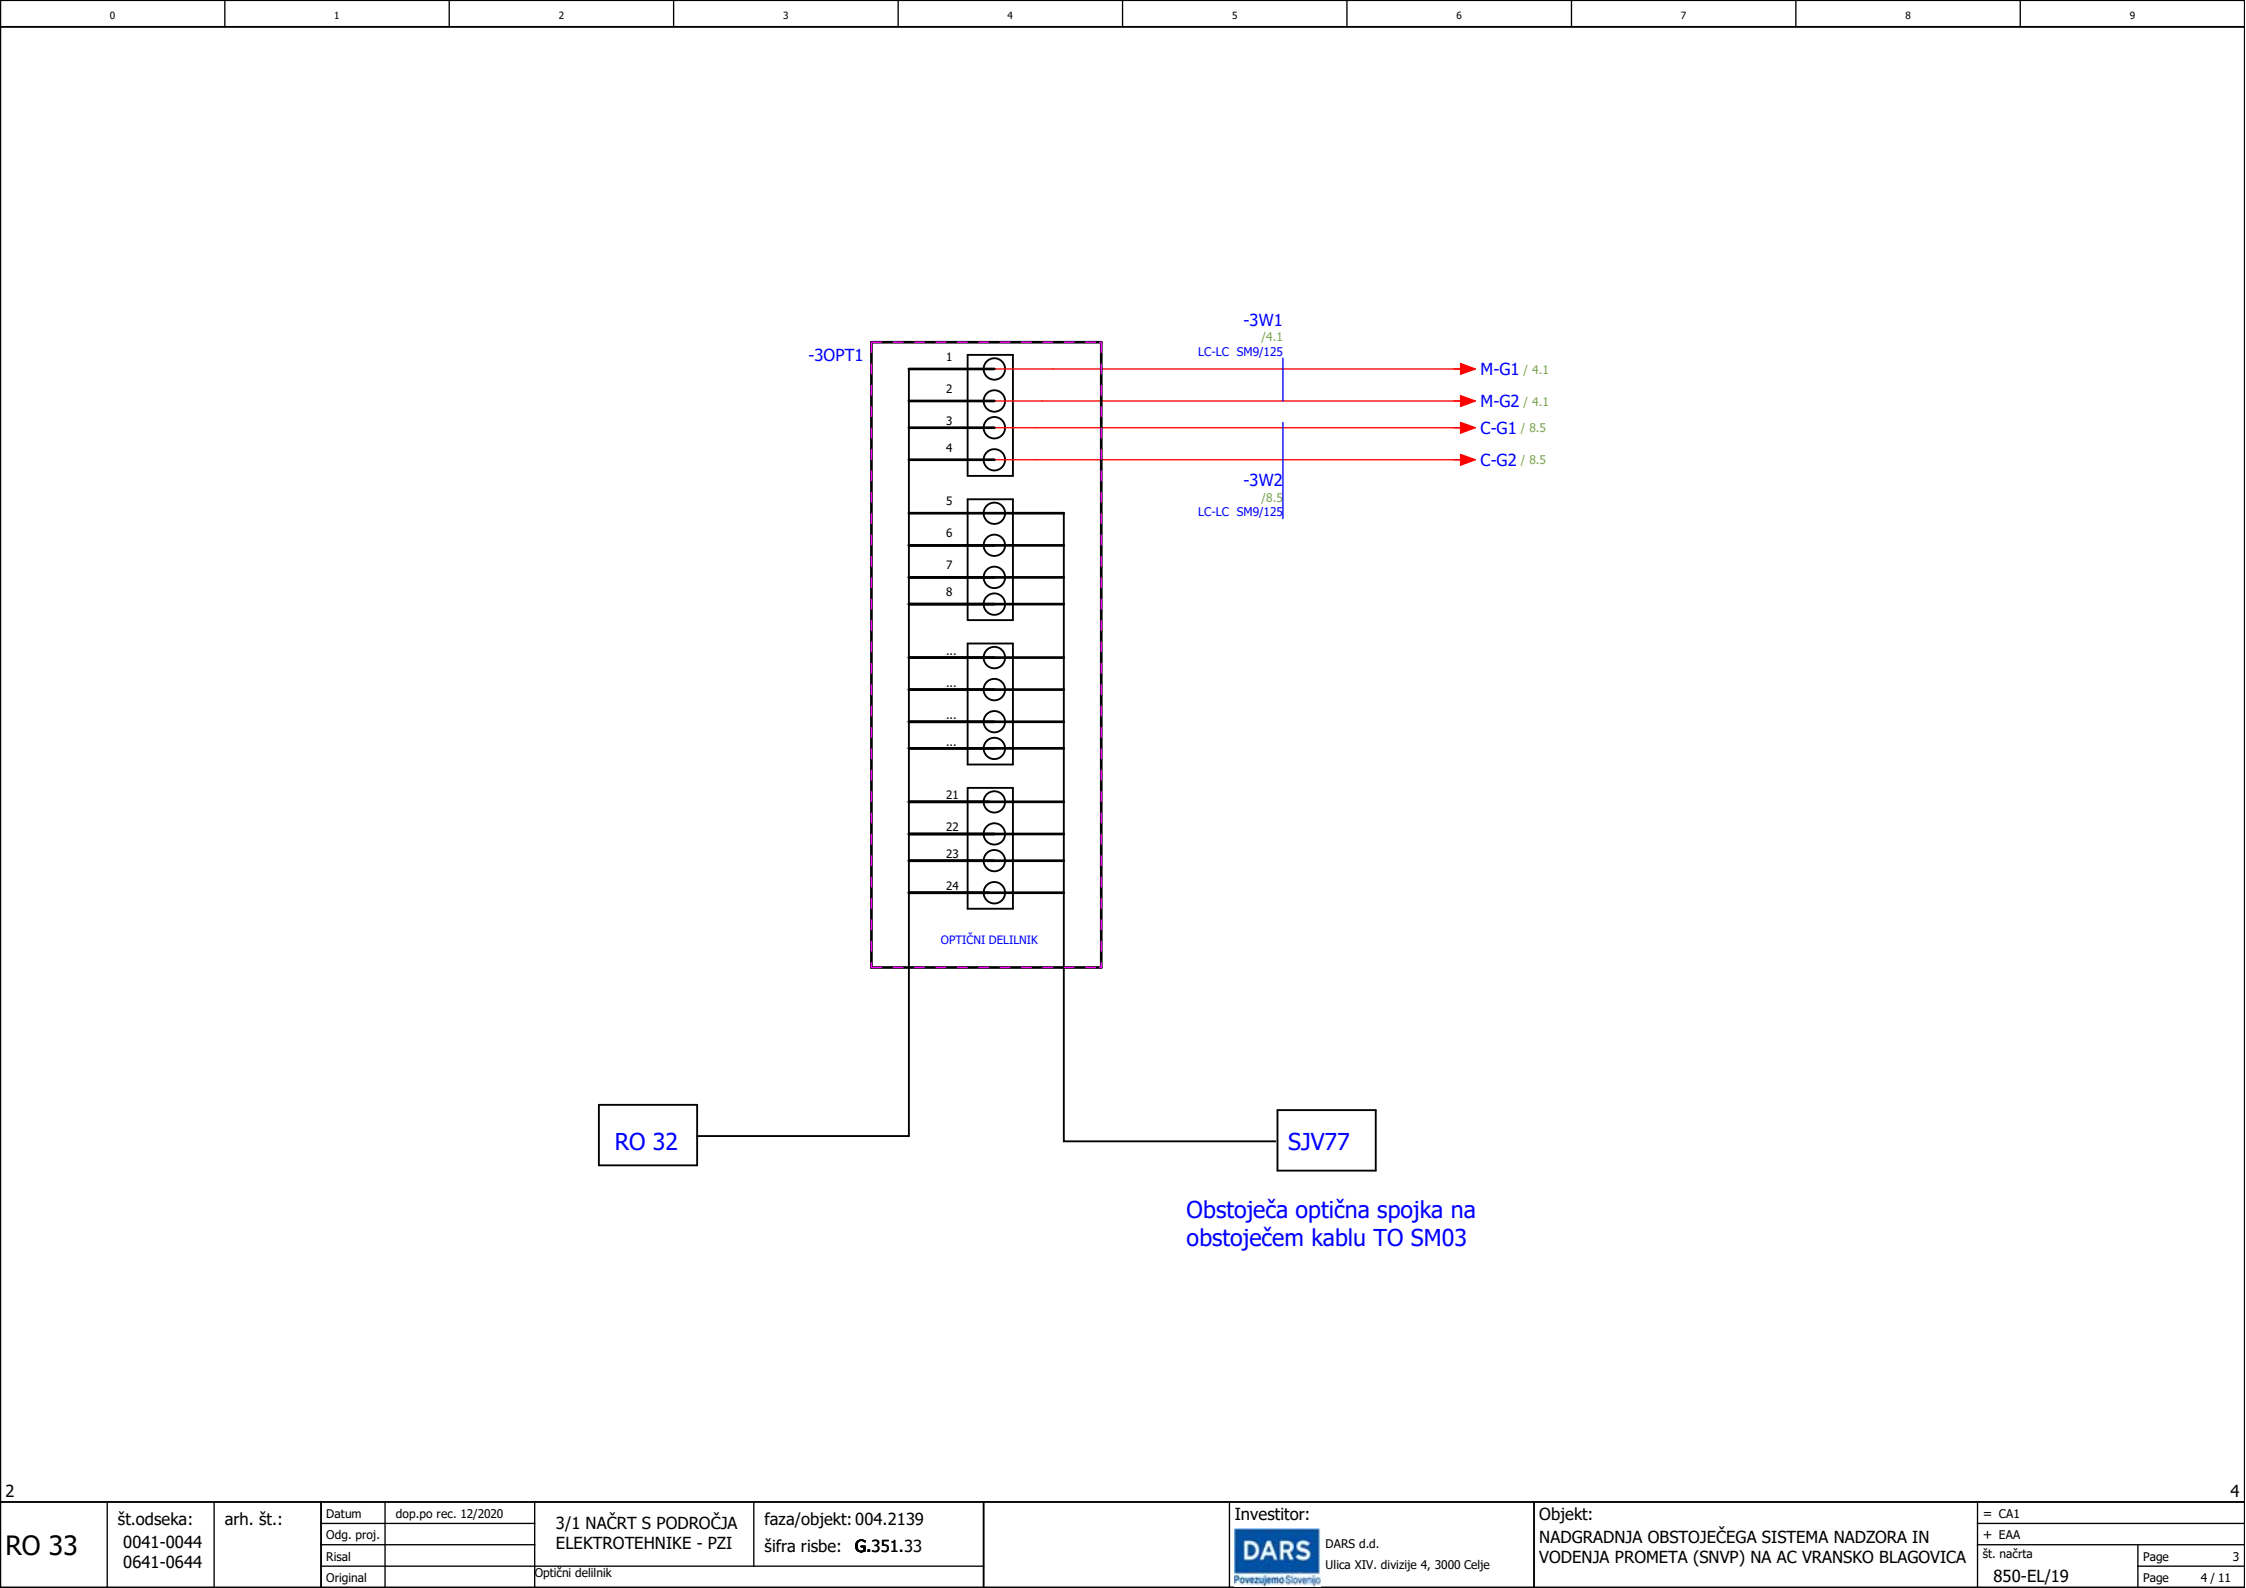 0 1 2 3 4 5 6 7 8 9
-3OPT1
1
2
3
4
5
6
7
8
...
...
...
...
21
22
23
24
OPTIČNI DELILNIK
-3W1
/4.1
LC-LC SM9/125
M-G1 / 4.1
M-G2 / 4.1
C-G1 / 8.5
C-G2 / 8.5
-3W2
/8.5
LC-LC SM9/125
RO 32
SJV77
Obstoječa optična spojka na
obstoječem kablu TO SM03
2
4
RO 33
št.odseka:
0041-0044
0641-0644
arh. št.:
Datum dop.po rec. 12/2020
Odg. proj.
Risal
Original
3/1 NAČRT S PODROČJA
ELEKTROTEHNIKE - PZI
Optični delilnik
faza/objekt: 004.2139
šifra risbe: G.351.33
Investitor:
DARS
Povezujemo Slovenijo
DARS d.d.
Ulica XIV. divizije 4, 3000 Celje
Objekt:
NADGRADNJA OBSTOJEČEGA SISTEMA NADZORA IN
VODENJA PROMETA (SNVP) NA AC VRANSKO BLAGOVICA
= CA1
+ EAA
št. načrta
850-EL/19
Page 3
Page 4 / 11